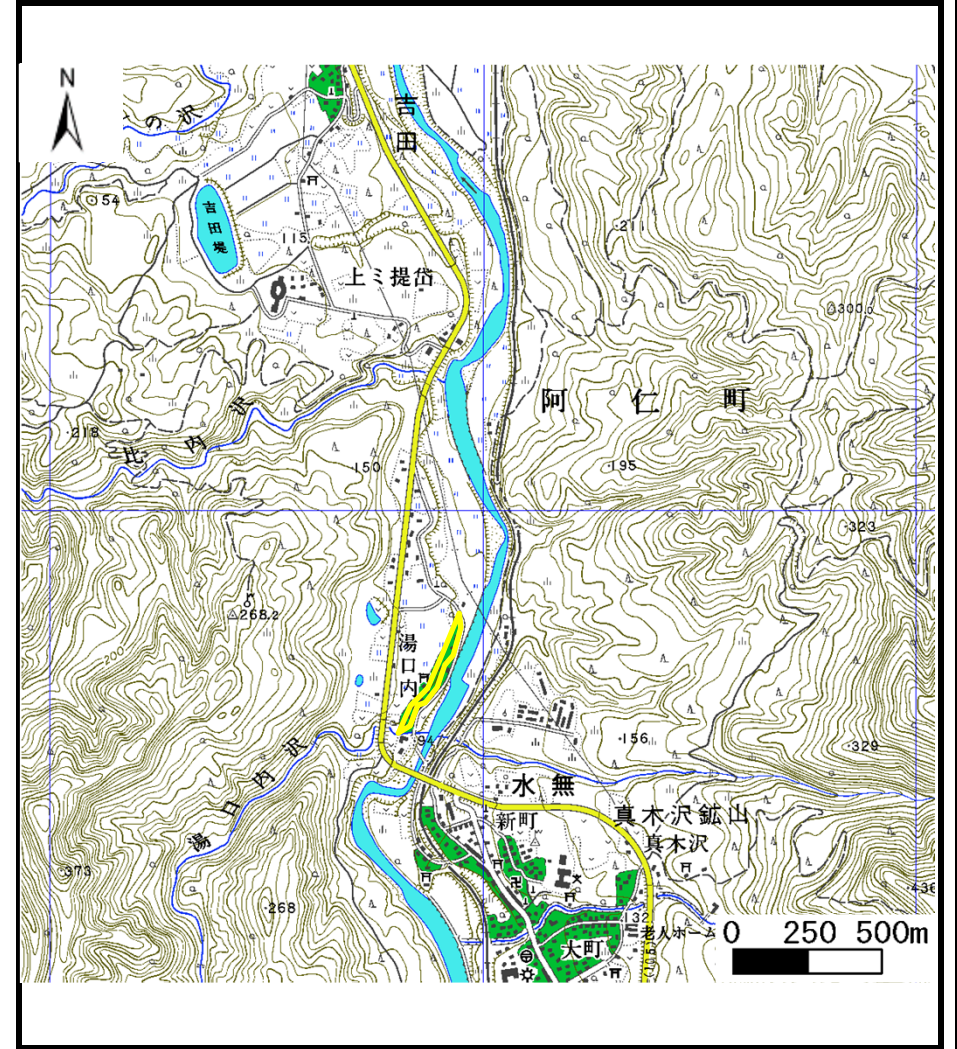 N
の沢
吉田
54
吉田堤
115
211
上ミ堤岱
300.0
阿仁町
比内沢
218
150
195
323
268.2
200
湯口内
94
156
329
湯口内沢
水無
新町
真木沢鉱山
真木沢
373
268
436
132
老人ホーム
大町
(105)
0 250 500m